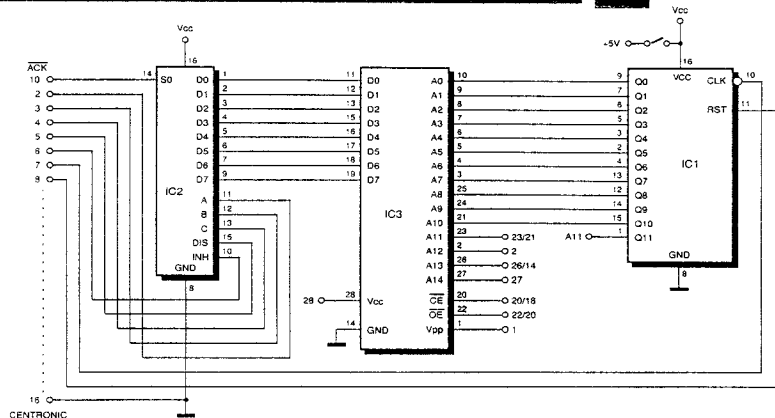 Vcc
Vcc
+5V
16
16
ACK
10
2
3
4
5
6
7
8
14
S0
D0
D1
D2
D3
D4
D5
D6
D7
A
B
C
DIS
INH
IC2
GND
8
1
2
3
4
5
6
7
9
11
12
13
15
10
11
12
13
15
16
17
18
19
D0
D1
D2
D3
D4
D5
D6
D7
IC3
28
28
Vcc
14
GND
A0
A1
A2
A3
A4
A5
A6
A7
A8
A9
A10
A11
A12
A13
A14
CE
OE
Vpp
10
9
8
7
6
5
4
3
25
24
21
23
2
26
27
20
22
1
23/21
2
26/14
27
20/18
22/20
1
9
7
6
5
3
2
4
13
12
14
15
1
A11
Q0
Q1
Q2
Q3
Q4
Q5
Q6
Q7
Q8
Q9
Q10
Q11
VCC
CLK
10
RST
11
IC1
GND
8
16
CENTRONIC